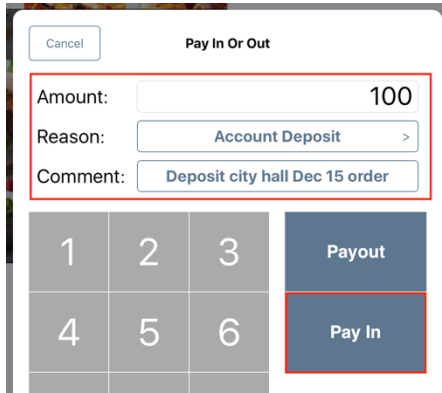 Cancel
Pay In Or Out
Amount: 100
Reason: Account Deposit >
Comment: Deposit city hall Dec 15 order
1 2 3 Payout
4 5 6 Pay In